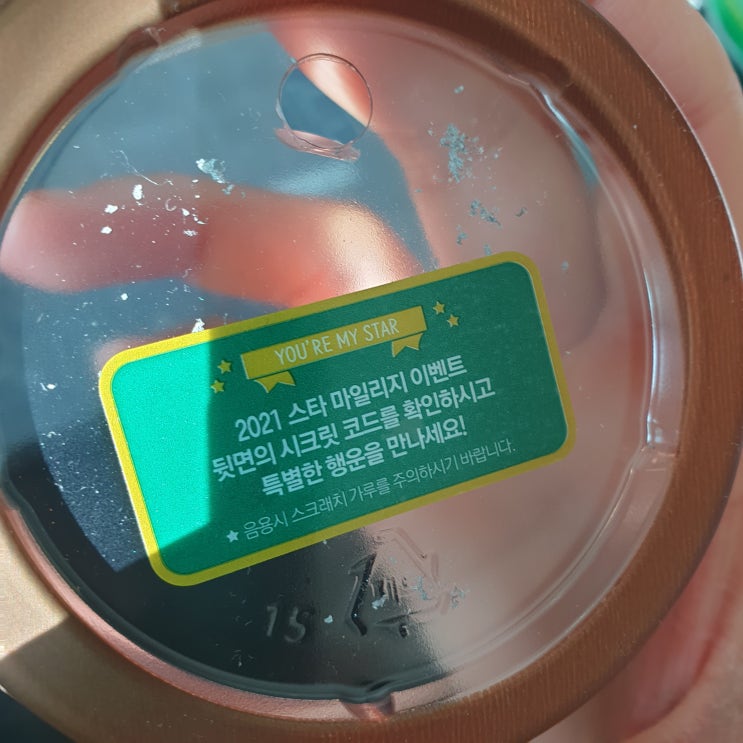 YOU'RE MY STAR
2021 스타 마일리지 이벤트
뒷면의 시크릿 코드를 확인하시고
특별한 행운을 만나세요!
★ 음용시 스크래치 가루를 주의하시기 바랍니다.
15